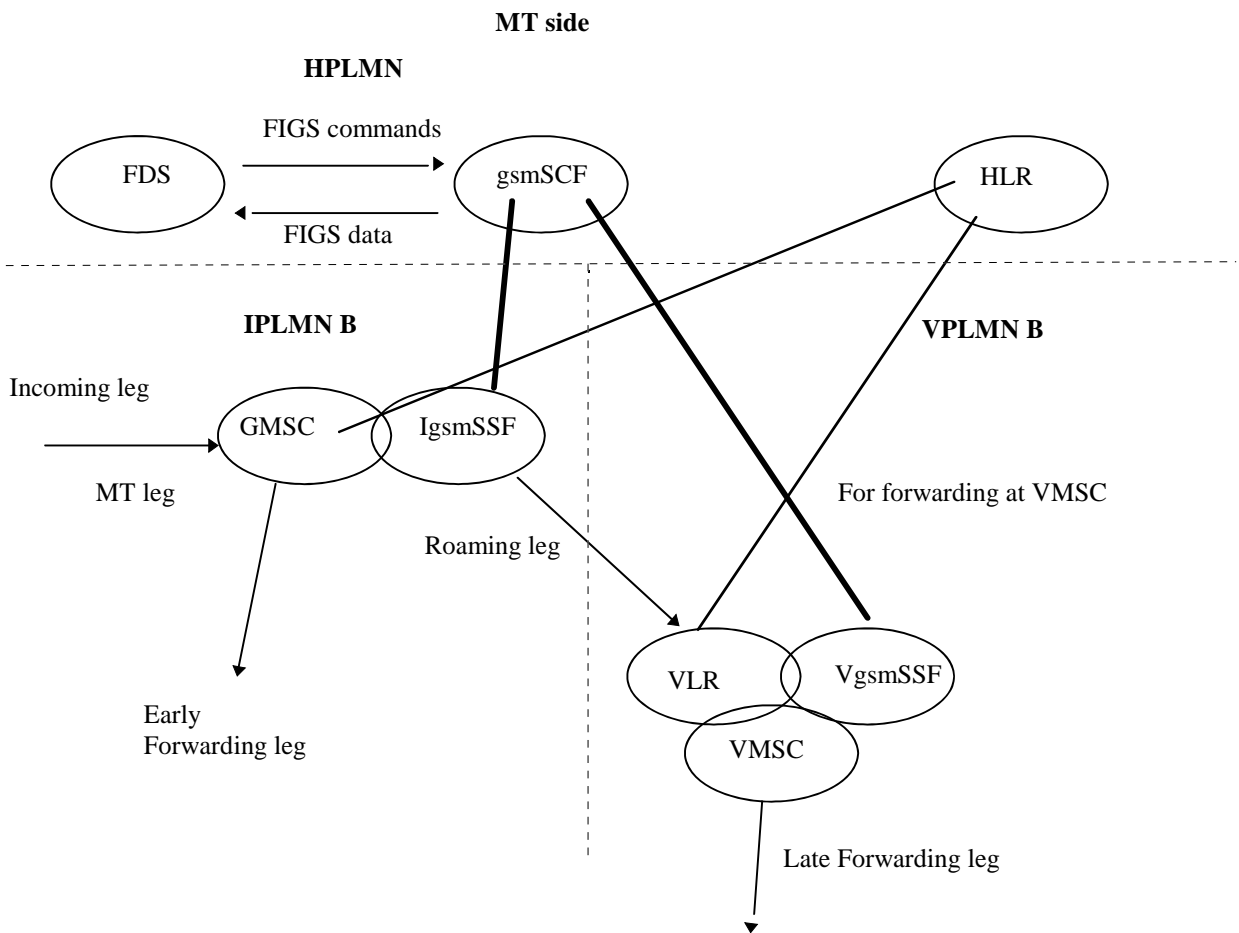 MT side
HPLMN
FIGS commands
FDS
gsmSCF
HLR
FIGS data
IPLMN B
VPLMN B
Incoming leg
GMSC
IgsmSSF
MT leg
For forwarding at VMSC
Roaming leg
VLR
VgsmSSF
Early
Forwarding leg
VMSC
Late Forwarding leg